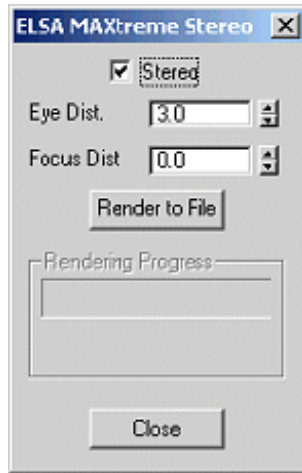 ELSA MAXtreme Stereo
Stereo
Eye Dist. 3.0
Focus Dist 0.0
Render to File
Rendering Progress
Close